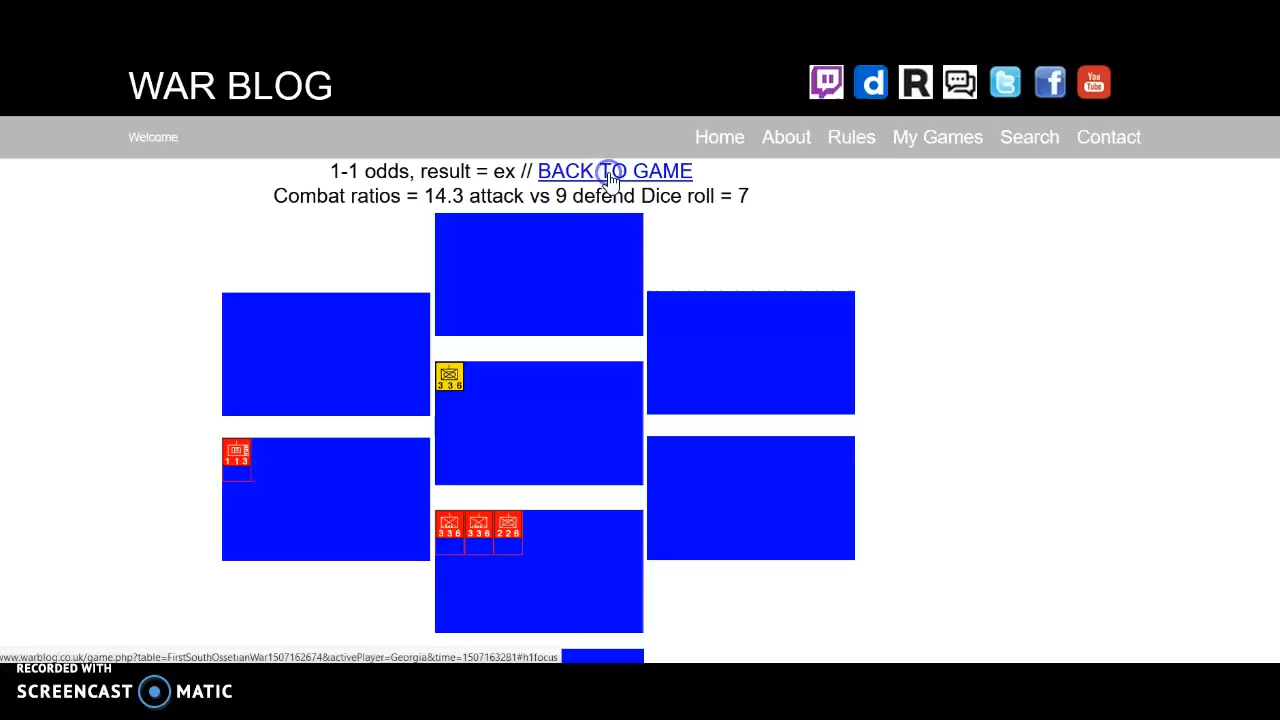 WAR BLOG
d R You Tube
Welcome Home About Rules My Games Search Contact
1-1 odds, result = ex // BACK TO GAME
Combat ratios = 14.3 attack vs 9 defend Dice roll = 7
3 3 6
1 1 3
3 3 6 3 3 6 2 2 6
www.warblog.co.uk/game.php?table=FirstSouthOssetianWar1507162674&activePlayer=Georgia&time=1507163281#h1focus
RECORDED WITH
SCREENCAST MATIC